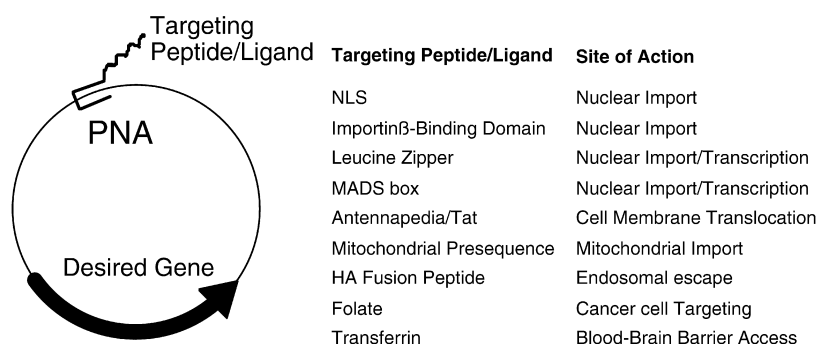 Targeting
Peptide/Ligand
PNA
Desired Gene
Targeting Peptide/Ligand Site of Action
NLS Nuclear Import
Importinß-Binding Domain Nuclear Import
Leucine Zipper Nuclear Import/Transcription
MADS box Nuclear Import/Transcription
Antennapedia/Tat Cell Membrane Translocation
Mitochondrial Presequence Mitochondrial Import
HA Fusion Peptide Endosomal escape
Folate Cancer cell Targeting
Transferrin Blood-Brain Barrier Access